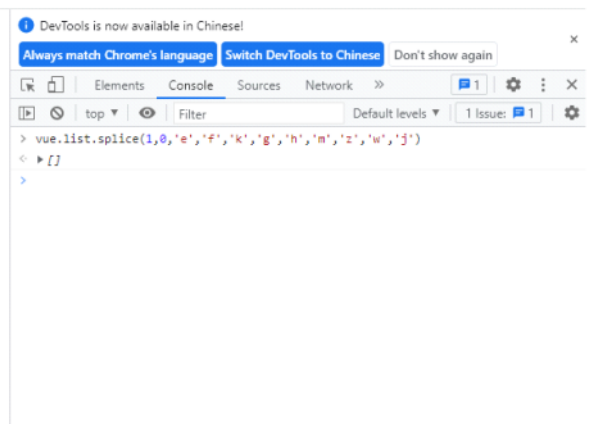 DevTools is now available in Chinese!
Always match Chrome's language Switch DevTools to Chinese Don't show again
Elements Console Sources Network
1
top Filter Default levels 1 Issue: 1
vue.list.splice(1,0,'e','f','k','g','h','m','z','w','j')
[]